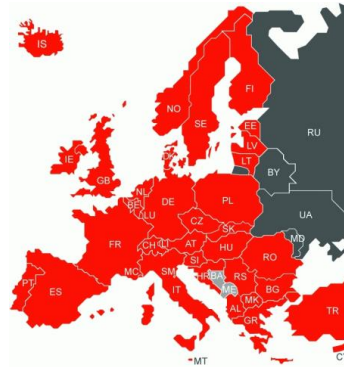 IS
NO
SE
FI
RU
EE
LV
LT
DK
IE
GB
BY
NL
BE
LU
DE
PL
UA
CZ
SK
MD
FR
CH
LI
AT
HU
RO
SI
HR
BA
RS
MC
SM
IT
ME
BG
PT
ES
MK
AL
GR
TR
MT